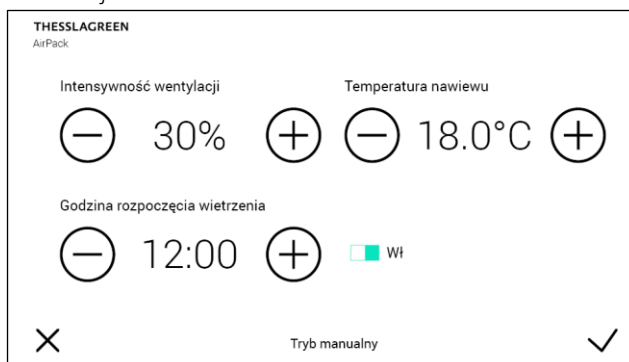 THESSLAGREEN
AirPack
Intensywność wentylacji
Temperatura nawiewu
30%
18.0°C
Godzina rozpoczęcia wietrzenia
12:00
Wł
Tryb manualny